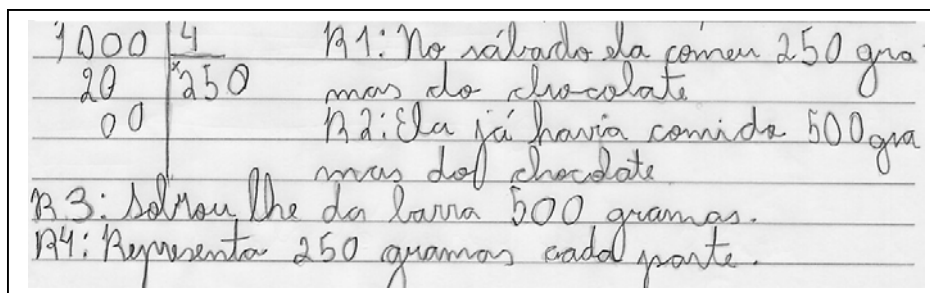 1000 4 R1: No sábado ela comeu 250 gra
20 250 mas do chocolate
00 R2: Ela já havia comido 500 gra
mas do chocolate
R3: Sobrou lhe da barra 500 gramas.
R4: Representa 250 gramas cada parte.